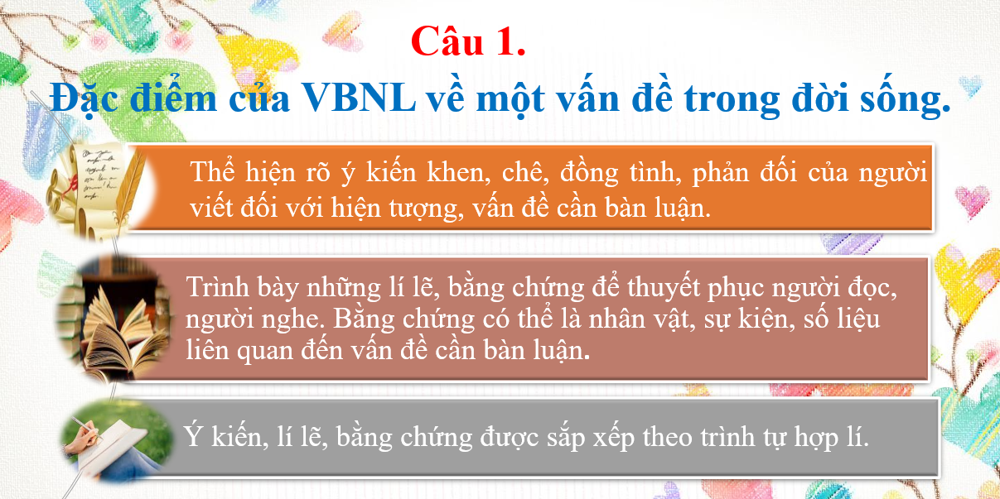 Câu 1.
Đặc điểm của VBNL về một vấn đề trong đời sống.
Thể hiện rõ ý kiến khen, chê, đồng tình, phản đối của người
viết đối với hiện tượng, vấn đề cần bàn luận.
Trình bày những lí lẽ, bằng chứng để thuyết phục người đọc,
người nghe. Bằng chứng có thể là nhân vật, sự kiện, số liệu
liên quan đến vấn đề cần bàn luận.
Ý kiến, lí lẽ, bằng chứng được sắp xếp theo trình tự hợp lí.